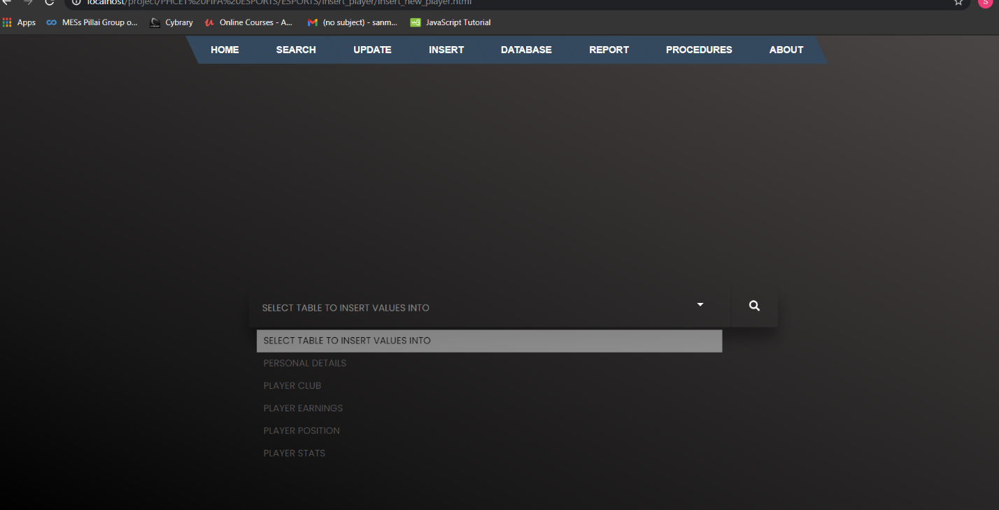 localhost/project/PHCET%20FIFA%20ESPORTS/ESPORTS/insert_player/insert_new_player.html
S
Apps MESs Pillai Group o... Cybrary Online Courses - A... (no subject) - sanm... JavaScript Tutorial
HOME SEARCH UPDATE INSERT DATABASE REPORT PROCEDURES ABOUT
SELECT TABLE TO INSERT VALUES INTO
SELECT TABLE TO INSERT VALUES INTO
PERSONAL DETAILS
PLAYER CLUB
PLAYER EARNINGS
PLAYER POSITION
PLAYER STATS